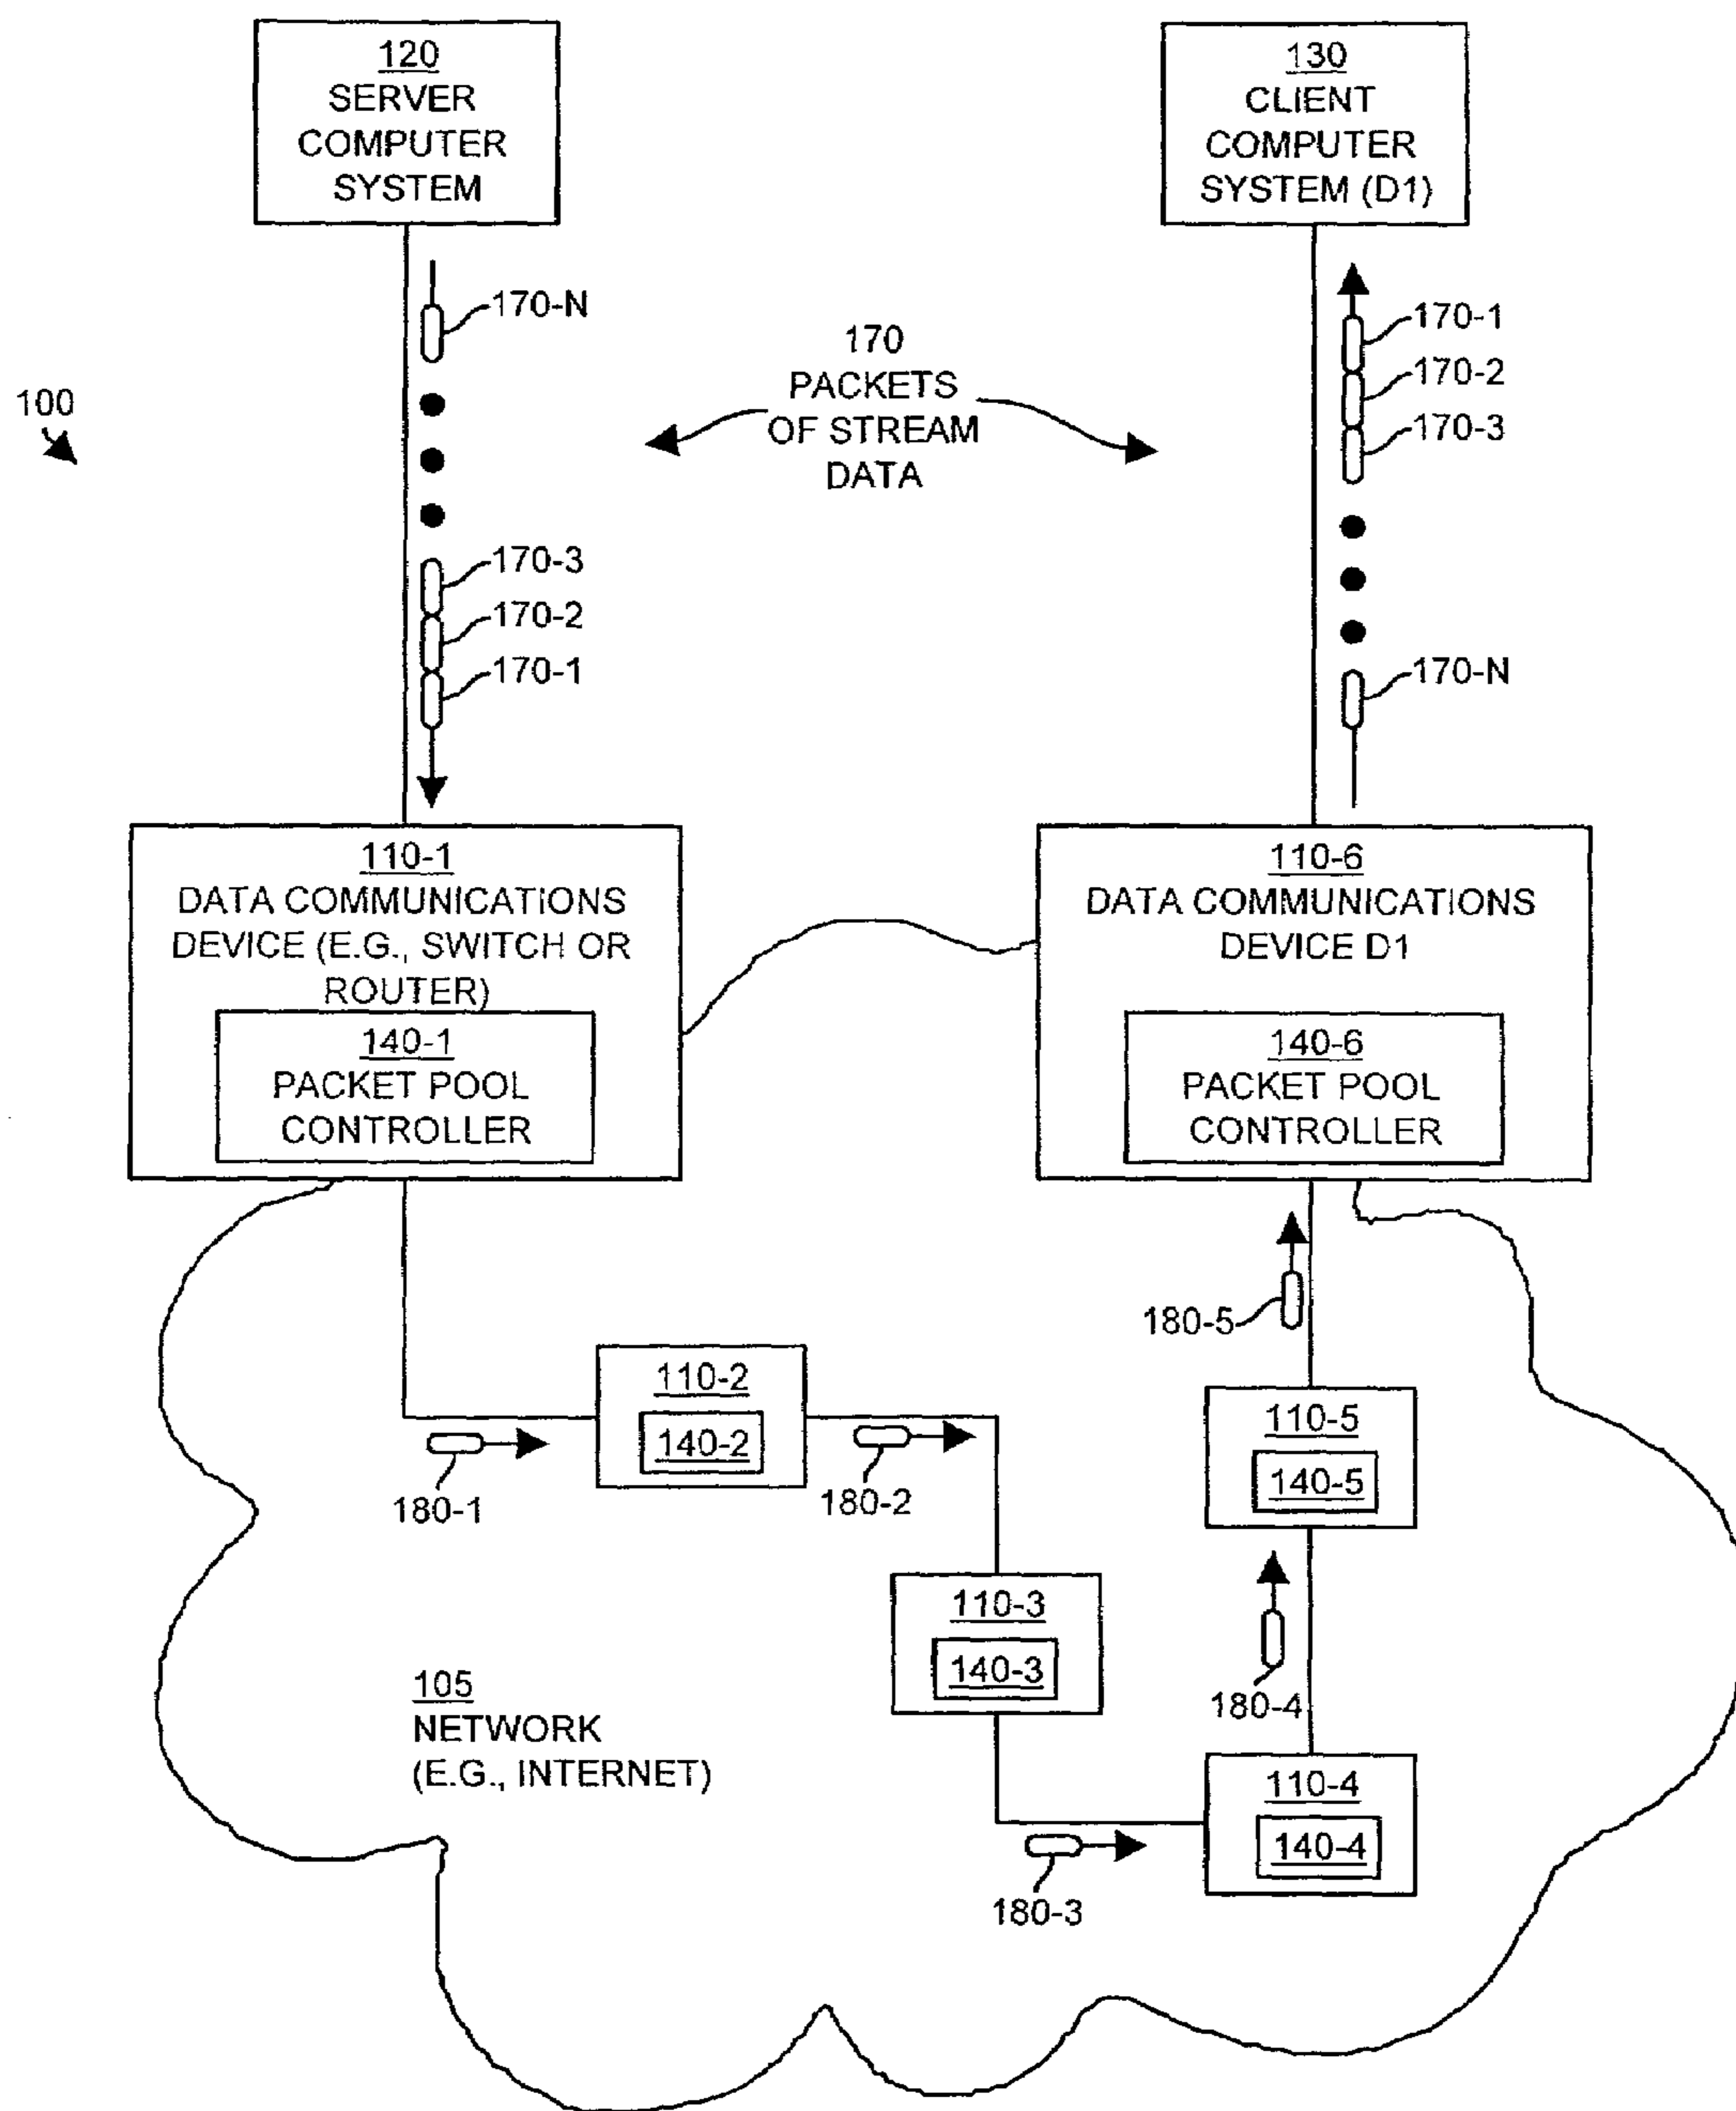 120
SERVER
COMPUTER
SYSTEM
130
CLIENT
COMPUTER
SYSTEM (D1)
170-N
170-3
170-2
170-1
100
170
PACKETS
OF STREAM
DATA
170-1
170-2
170-3
170-N
110-1
DATA COMMUNICATIONS
DEVICE (E.G., SWITCH OR
ROUTER)
140-1
PACKET POOL
CONTROLLER
110-6
DATA COMMUNICATIONS
DEVICE D1
140-6
PACKET POOL
CONTROLLER
180-1
110-2
140-2
180-2
110-3
140-3
180-3
110-4
140-4
180-4
110-5
140-5
180-5
105
NETWORK
(E.G., INTERNET)